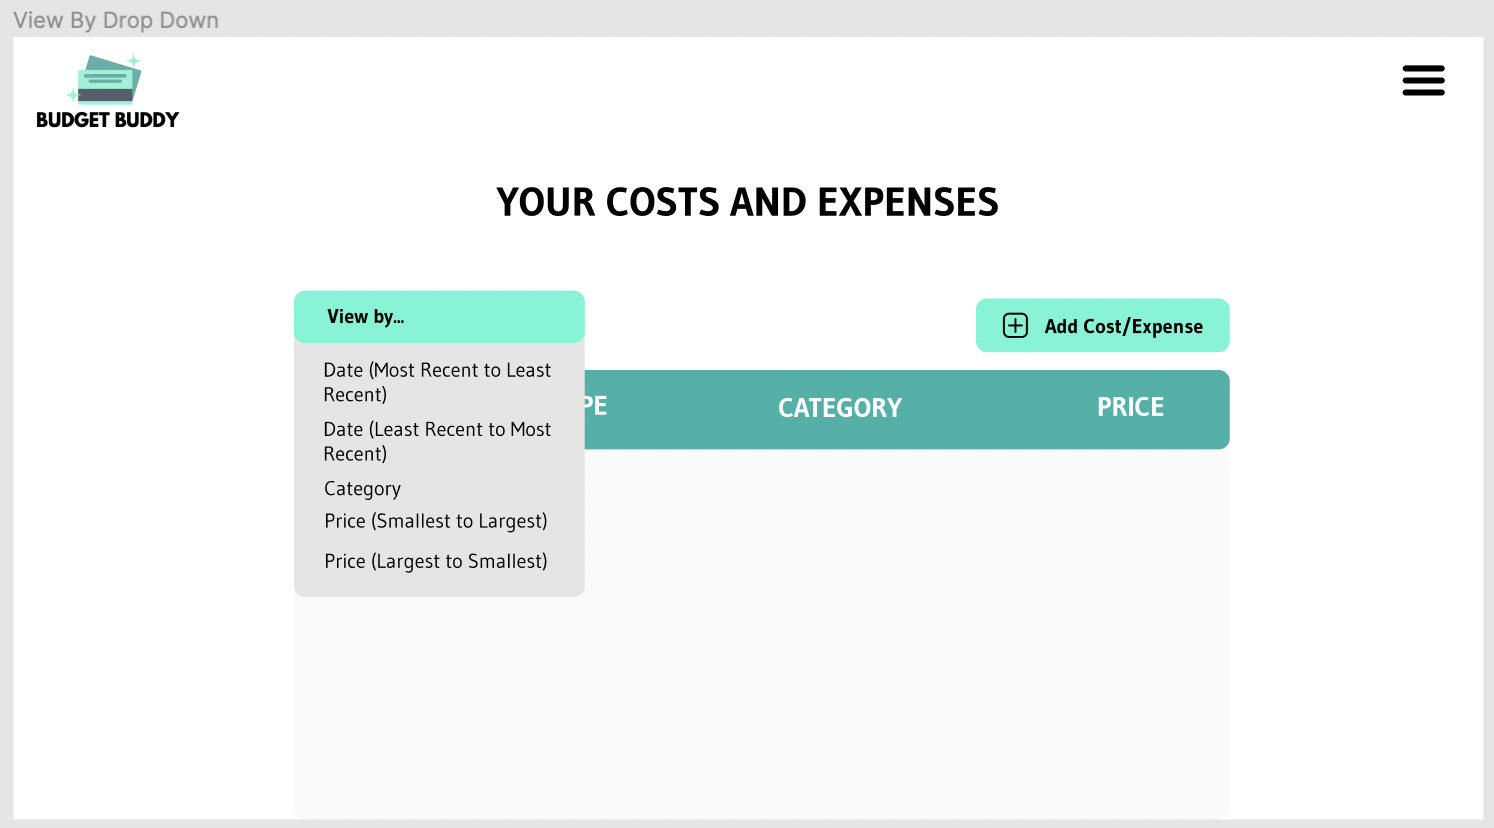 View By Drop Down
BUDGET BUDDY
YOUR COSTS AND EXPENSES
View by...
Add Cost/Expense
Date (Most Recent to Least
Recent)
Date (Least Recent to Most
Recent)
Category
Price (Smallest to Largest)
Price (Largest to Smallest)
PE CATEGORY PRICE